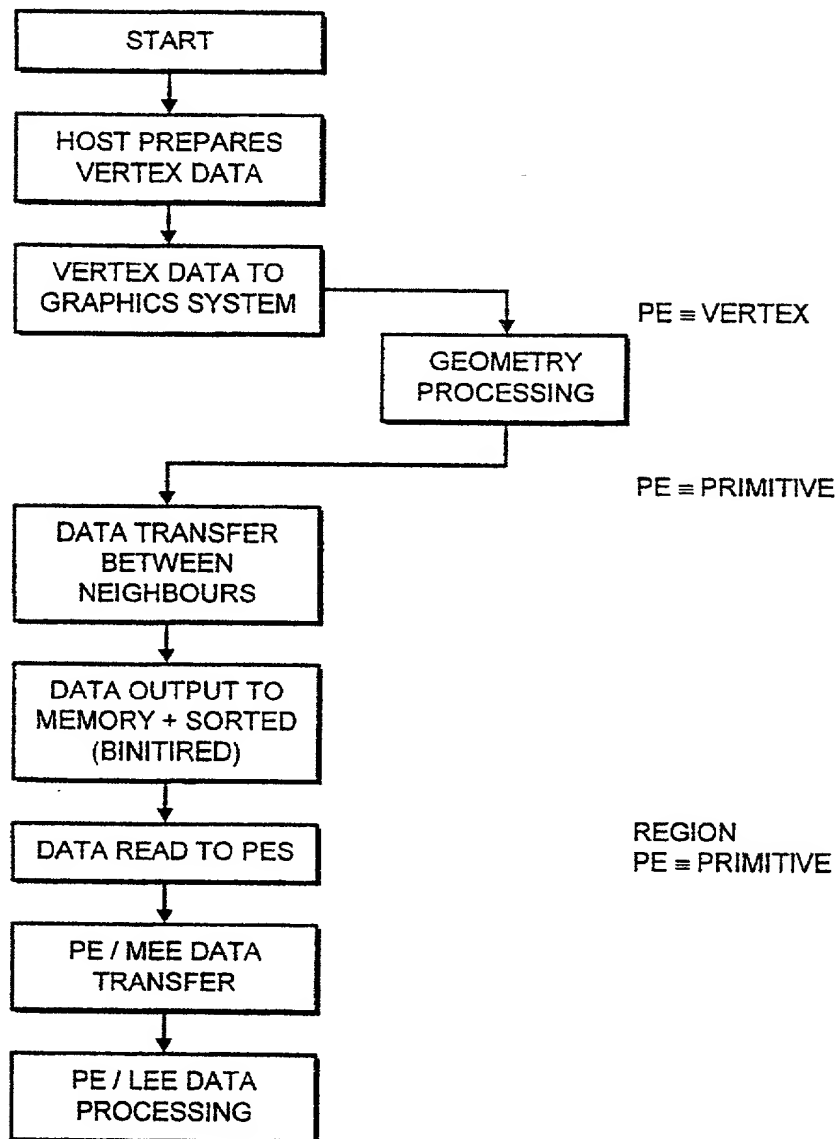 START
HOST PREPARES
VERTEX DATA
VERTEX DATA TO
GRAPHICS SYSTEM
PE ≡ VERTEX
GEOMETRY
PROCESSING
PE ≡ PRIMITIVE
DATA TRANSFER
BETWEEN
NEIGHBOURS
DATA OUTPUT TO
MEMORY + SORTED
(BINITIRED)
DATA READ TO PES
REGION
PE ≡ PRIMITIVE
PE / MEE DATA
TRANSFER
PE / LEE DATA
PROCESSING